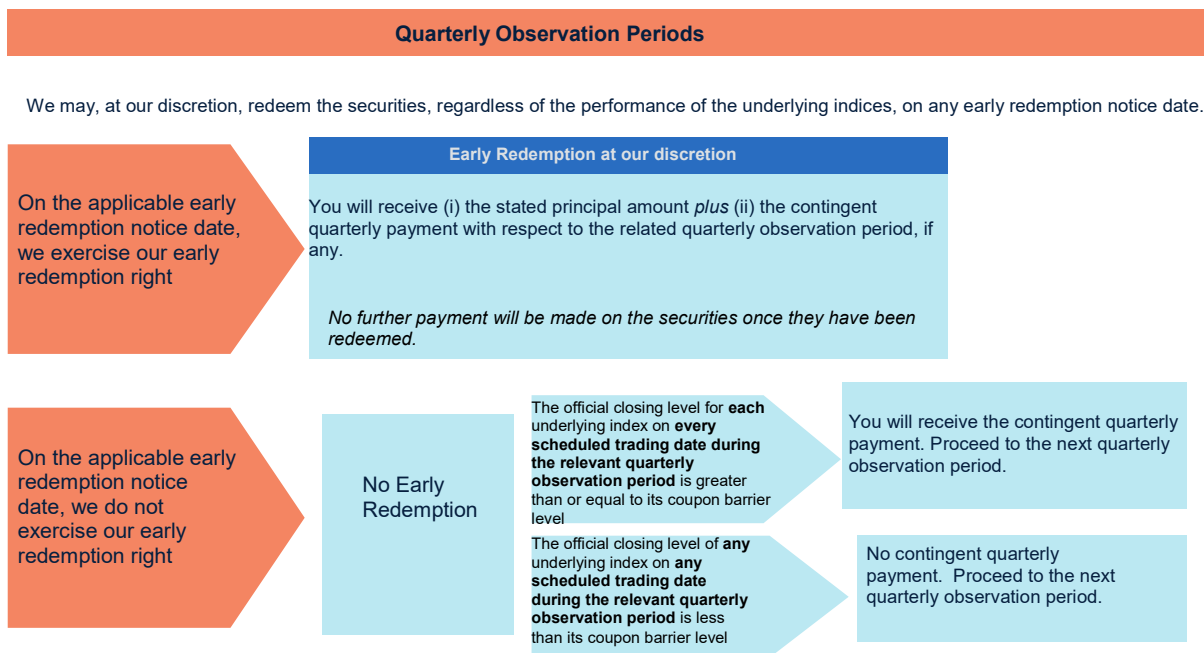 Quarterly Observation Periods
We may, at our discretion, redeem the securities, regardless of the performance of the underlying indices, on any early redemption notice date.
On the applicable early
redemption notice date,
we exercise our early
redemption right
Early Redemption at our discretion
You will receive (i) the stated principal amount plus (ii) the contingent
quarterly payment with respect to the related quarterly observation period, if
any.
No further payment will be made on the securities once they have been
redeemed.
On the applicable early
redemption notice
date, we do not
exercise our early
redemption right
No Early
Redemption
The official closing level for each
underlying index on every
scheduled trading date during
the relevant quarterly
observation period is greater
than or equal to its coupon barrier
level
You will receive the contingent quarterly
payment. Proceed to the next quarterly
observation period.
The official closing level of any
underlying index on any
scheduled trading date
during the relevant quarterly
observation period is less
than its coupon barrier level
No contingent quarterly
payment.  Proceed to the next
quarterly observation period.